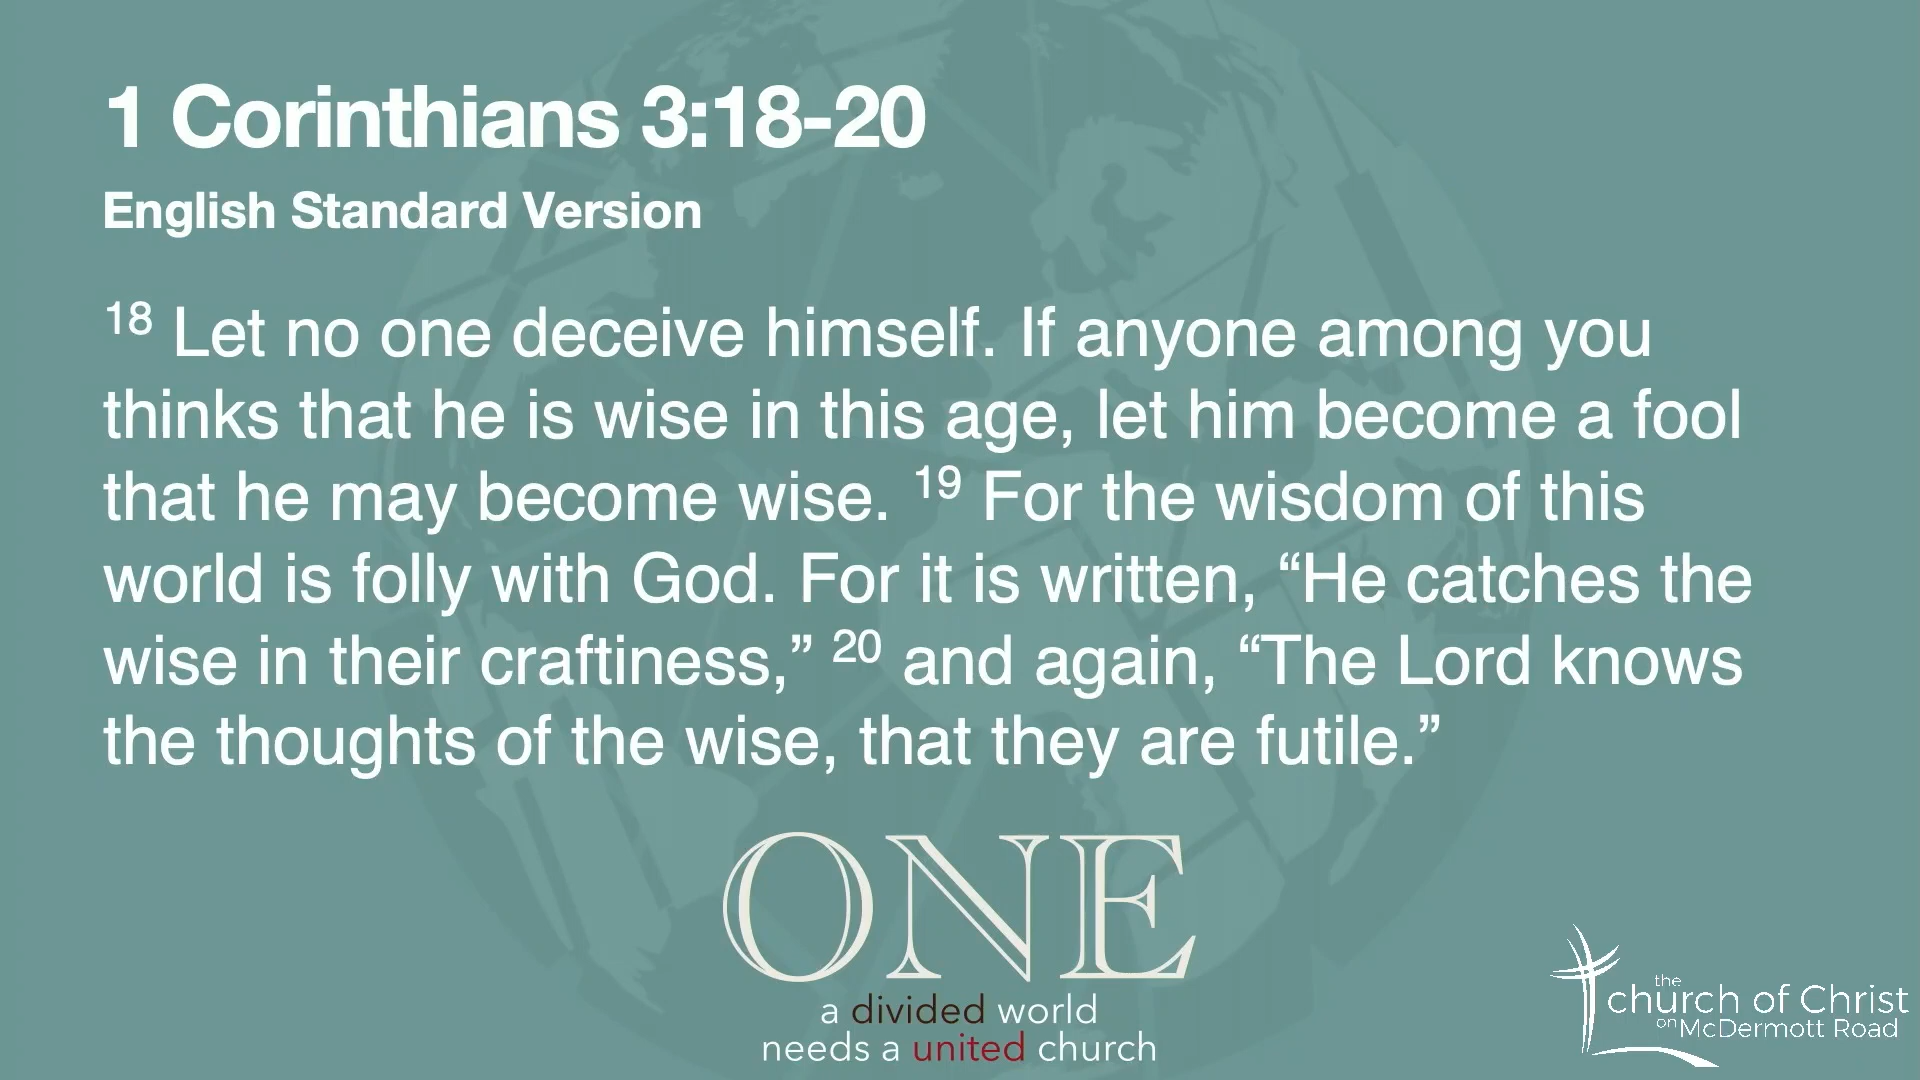 1 Corinthians 3:18-20
English Standard Version
18 Let no one deceive himself. If anyone among you
thinks that he is wise in this age, let him become a fool
that he may become wise. 19 For the wisdom of this
world is folly with God. For it is written, “He catches the
wise in their craftiness,” 20 and again, “The Lord knows
the thoughts of the wise, that they are futile.”
ONE
a divided world
needs a united church
the
church of Christ
on McDermott Road